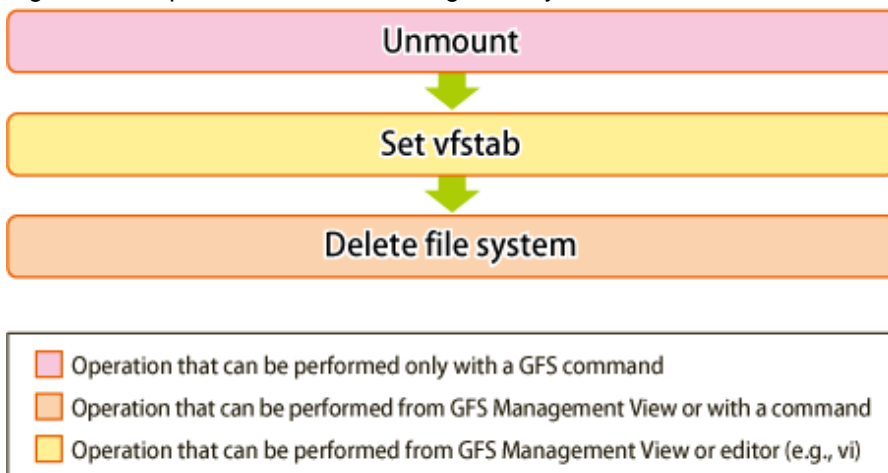 Unmount
Set vfstab
Delete file system
Operation that can be performed only with a GFS command
Operation that can be performed from GFS Management View or with a command
Operation that can be performed from GFS Management View or editor (e.g., vi)